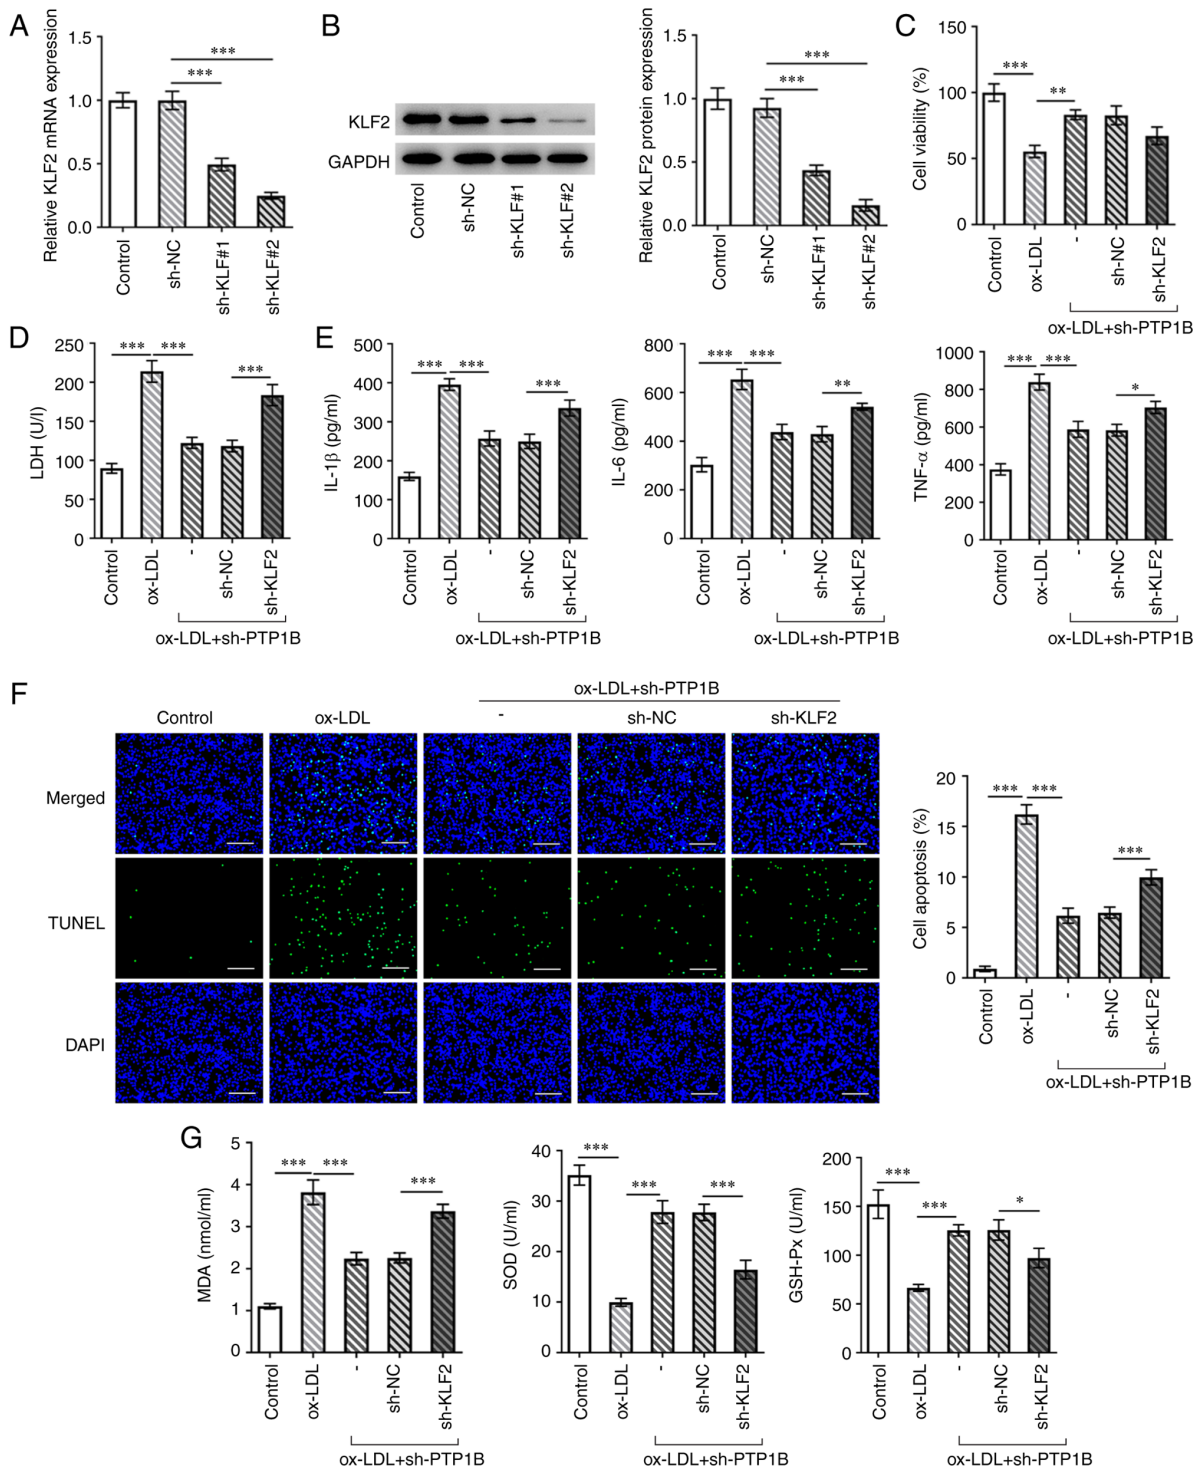 A
Relative KLF2 mRNA expression
1.5
1.0
0.5
0.0
***
***
Control
sh-NC
sh-KLF#1
sh-KLF#2
B
KLF2
GAPDH
Control
sh-NC
sh-KLF#1
sh-KLF#2
Relative KLF2 protein expression
1.5
1.0
0.5
0.0
***
***
Control
sh-NC
sh-KLF#1
sh-KLF#2
C
Cell viability (%)
150
100
50
0
***
**
Control
ox-LDL
-
sh-NC
sh-KLF2
ox-LDL+sh-PTP1B
D
LDH (U/l)
250
200
150
100
50
0
***
***
***
Control
ox-LDL
-
sh-NC
sh-KLF2
ox-LDL+sh-PTP1B
E
IL-1β (pg/ml)
500
400
300
200
100
0
***
***
***
Control
ox-LDL
-
sh-NC
sh-KLF2
ox-LDL+sh-PTP1B
IL-6 (pg/ml)
800
600
400
200
0
***
***
**
Control
ox-LDL
-
sh-NC
sh-KLF2
ox-LDL+sh-PTP1B
TNF-α (pg/ml)
1000
800
600
400
200
0
***
***
*
Control
ox-LDL
-
sh-NC
sh-KLF2
ox-LDL+sh-PTP1B
F
ox-LDL+sh-PTP1B
Control
ox-LDL
-
sh-NC
sh-KLF2
Merged
TUNEL
DAPI
Cell apoptosis (%)
20
15
10
5
0
***
***
***
Control
ox-LDL
-
sh-NC
sh-KLF2
ox-LDL+sh-PTP1B
G
MDA (nmol/ml)
5
4
3
2
1
0
***
***
***
Control
ox-LDL
-
sh-NC
sh-KLF2
ox-LDL+sh-PTP1B
SOD (U/ml)
40
30
20
10
0
***
***
***
Control
ox-LDL
-
sh-NC
sh-KLF2
ox-LDL+sh-PTP1B
GSH-Px (U/ml)
200
150
100
50
0
***
***
*
Control
ox-LDL
-
sh-NC
sh-KLF2
ox-LDL+sh-PTP1B